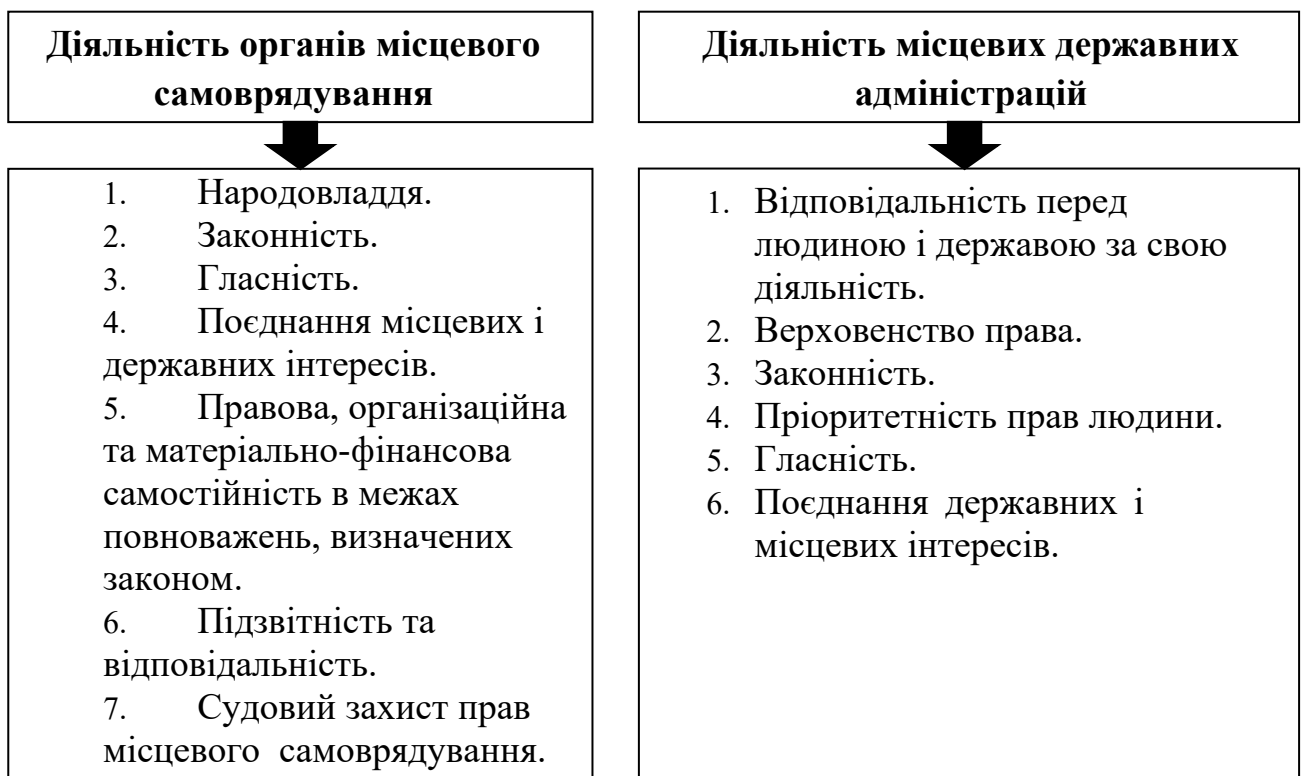 Діяльність органів місцевого
самоврядування
1. Народовладдя.
2. Законність.
3. Гласність.
4. Поєднання місцевих і
державних інтересів.
5. Правова, організаційна
та матеріально-фінансова
самостійність в межах
повноважень, визначених
законом.
6. Підзвітність та
відповідальність.
7. Судовий захист прав
місцевого самоврядування.
Діяльність місцевих державних
адміністрацій
1. Відповідальність перед
людиною і державою за свою
діяльність.
2. Верховенство права.
3. Законність.
4. Пріоритетність прав людини.
5. Гласність.
6. Поєднання державних і
місцевих інтересів.